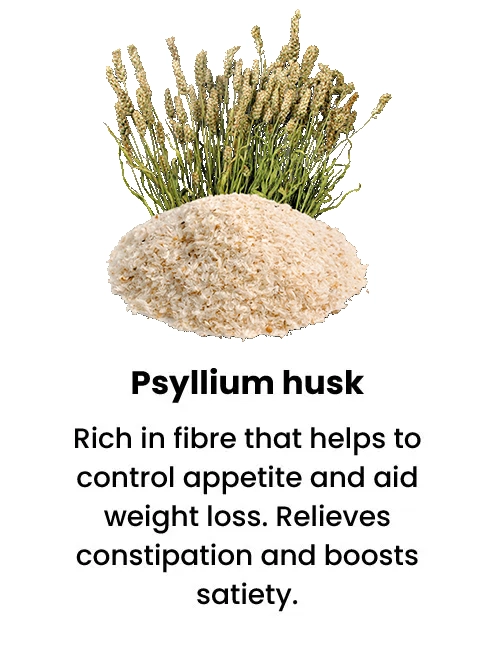 Psyllium husk
Rich in fibre that helps to
control appetite and aid
weight loss. Relieves
constipation and boosts
satiety.